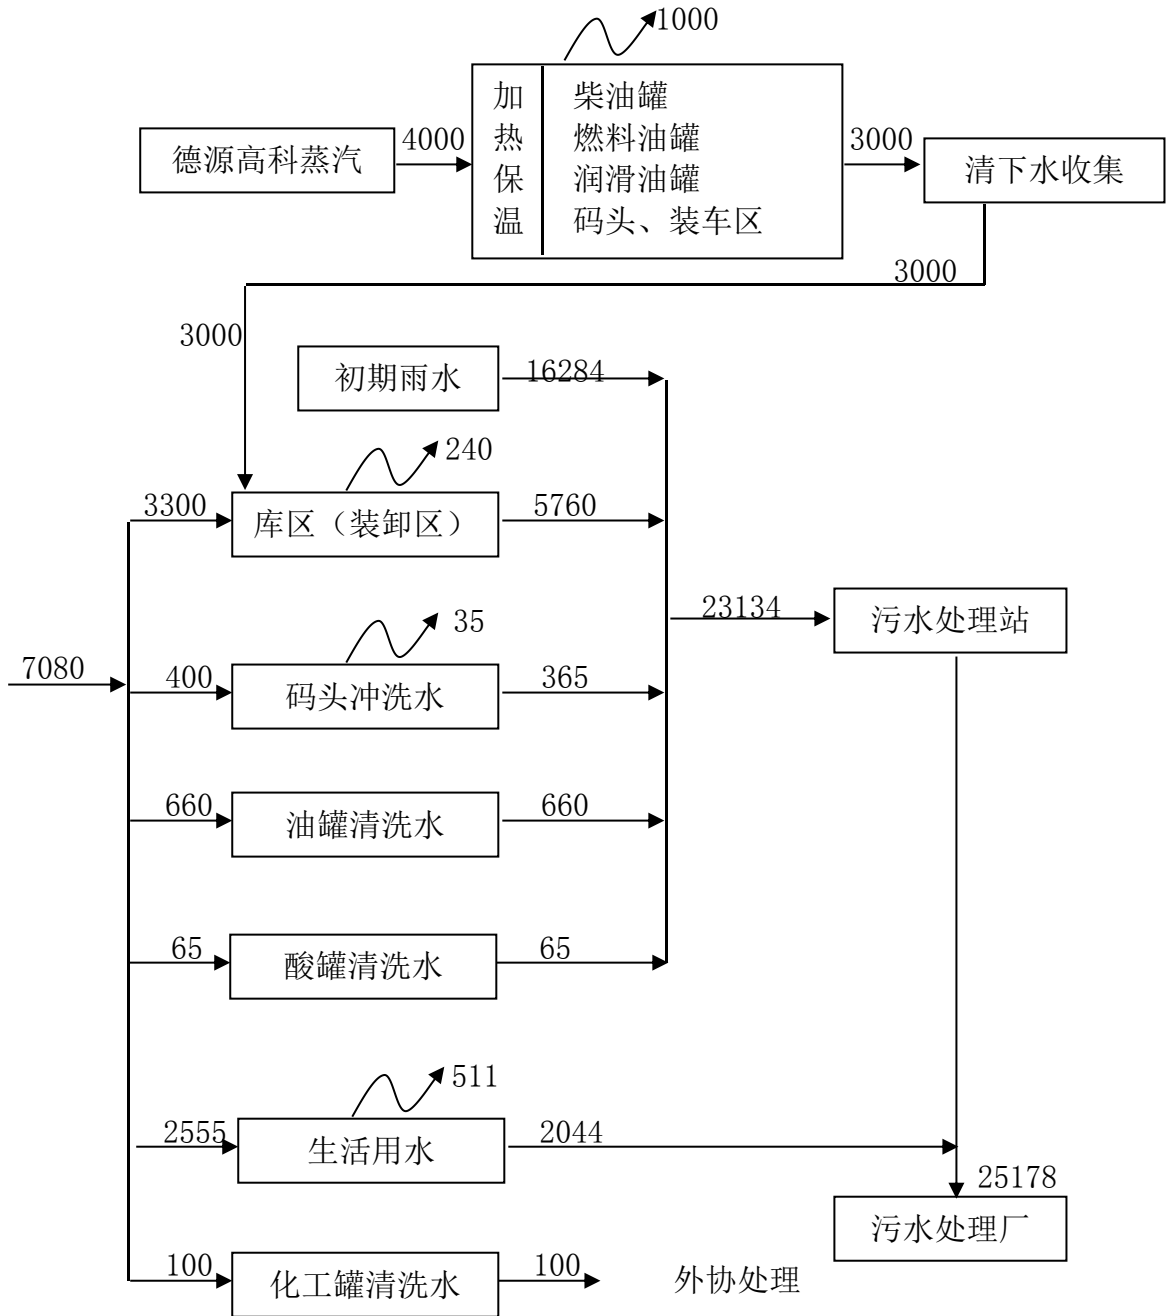 1000
加热保温
柴油罐
燃料油罐
润滑油罐
码头、装车区
德源高科蒸汽
4000
3000
清下水收集
3000
3000
初期雨水
16284
240
3300
库区（装卸区）
5760
35
23134
污水处理站
7080
400
码头冲洗水
365
660
油罐清洗水
660
65
酸罐清洗水
65
511
2555
生活用水
2044
25178
污水处理厂
100
化工罐清洗水
100
外协处理